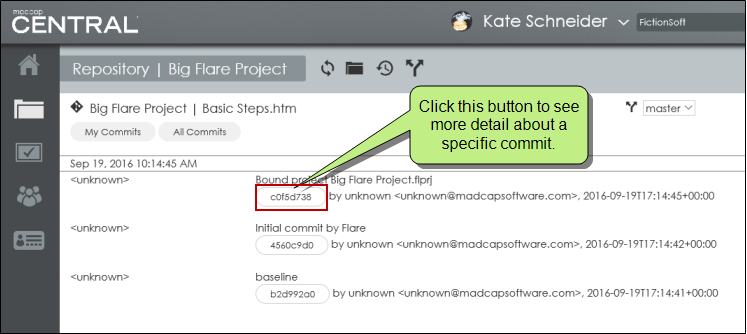 madcap
CENTRAL
Kate Schneider
FictionSoft
Repository | Big Flare Project
Big Flare Project | Basic Steps.htm
master
My Commits
All Commits
Click this button to see
more detail about a
specific commit.
Sep 19, 2016 10:14:45 AM
<unknown>
Bound project Big Flare Project.flprj
c0f5d738 by unknown <unknown@madcapsoftware.com>, 2016-09-19T17:14:45+00:00
<unknown>
Initial commit by Flare
4560c9d0 by unknown <unknown@madcapsoftware.com>, 2016-09-19T17:14:42+00:00
<unknown>
baseline
b2d992a0 by unknown <unknown@madcapsoftware.com>, 2016-09-19T17:14:41+00:00